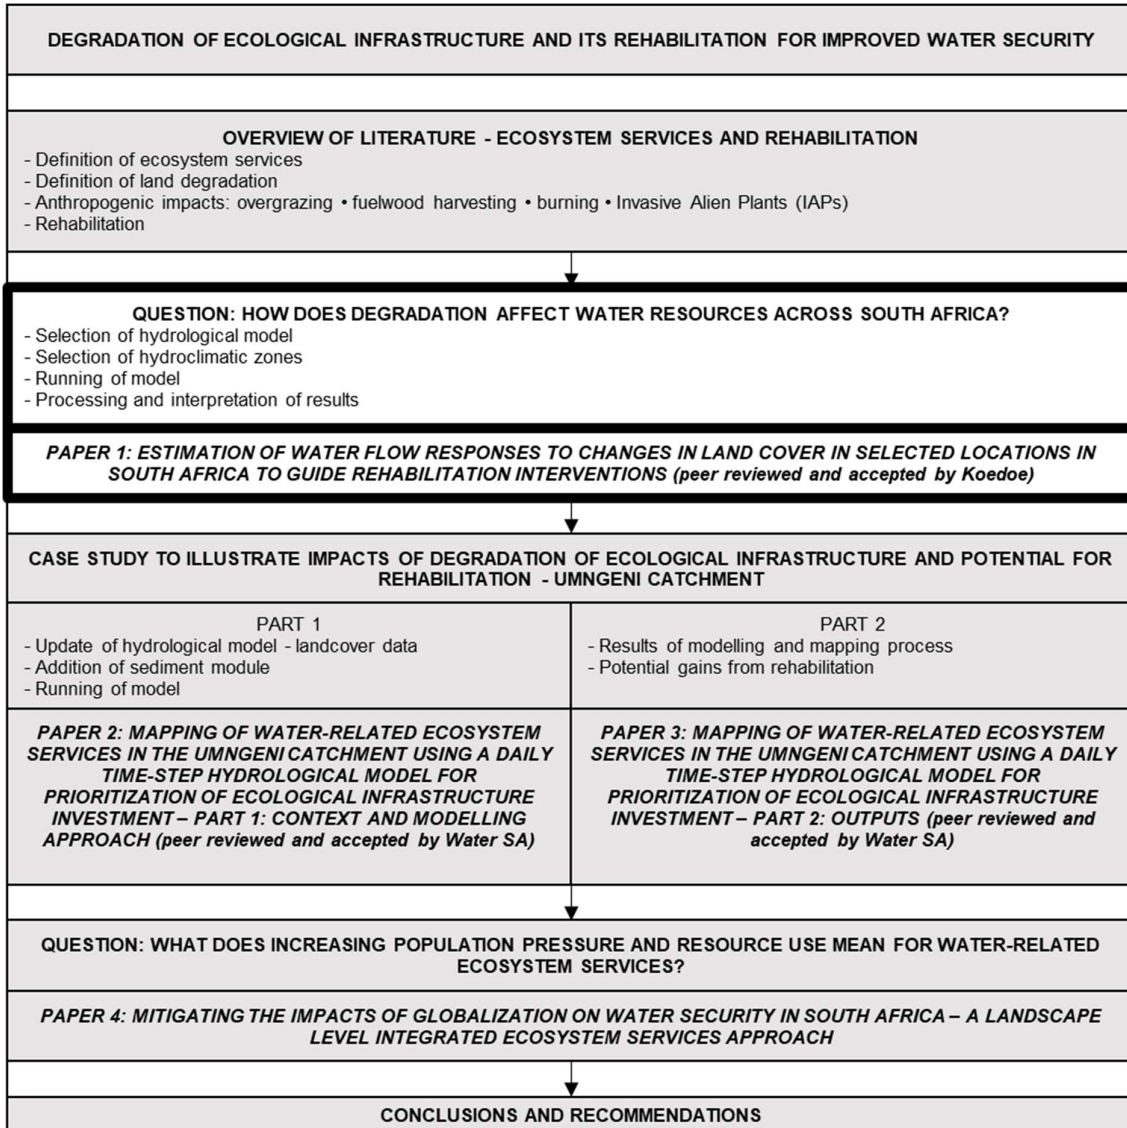 DEGRADATION OF ECOLOGICAL INFRASTRUCTURE AND ITS REHABILITATION FOR IMPROVED WATER SECURITY
OVERVIEW OF LITERATURE - ECOSYSTEM SERVICES AND REHABILITATION
- Definition of ecosystem services
- Definition of land degradation
- Anthropogenic impacts: overgrazing • fuelwood harvesting • burning • Invasive Alien Plants (IAPs)
- Rehabilitation
QUESTION: HOW DOES DEGRADATION AFFECT WATER RESOURCES ACROSS SOUTH AFRICA?
- Selection of hydrological model
- Selection of hydroclimatic zones
- Running of model
- Processing and interpretation of results
PAPER 1: ESTIMATION OF WATER FLOW RESPONSES TO CHANGES IN LAND COVER IN SELECTED LOCATIONS IN
SOUTH AFRICA TO GUIDE REHABILITATION INTERVENTIONS (peer reviewed and accepted by Koedoe)
CASE STUDY TO ILLUSTRATE IMPACTS OF DEGRADATION OF ECOLOGICAL INFRASTRUCTURE AND POTENTIAL FOR
REHABILITATION - UMNGENI CATCHMENT
PART 1
- Update of hydrological model - landcover data
- Addition of sediment module
- Running of model
PART 2
- Results of modelling and mapping process
- Potential gains from rehabilitation
PAPER 2: MAPPING OF WATER-RELATED ECOSYSTEM
SERVICES IN THE UMNGENI CATCHMENT USING A DAILY
TIME-STEP HYDROLOGICAL MODEL FOR
PRIORITIZATION OF ECOLOGICAL INFRASTRUCTURE
INVESTMENT – PART 1: CONTEXT AND MODELLING
APPROACH (peer reviewed and accepted by Water SA)
PAPER 3: MAPPING OF WATER-RELATED ECOSYSTEM
SERVICES IN THE UMNGENI CATCHMENT USING A DAILY
TIME-STEP HYDROLOGICAL MODEL FOR
PRIORITIZATION OF ECOLOGICAL INFRASTRUCTURE
INVESTMENT – PART 2: OUTPUTS (peer reviewed and
accepted by Water SA)
QUESTION: WHAT DOES INCREASING POPULATION PRESSURE AND RESOURCE USE MEAN FOR WATER-RELATED
ECOSYSTEM SERVICES?
PAPER 4: MITIGATING THE IMPACTS OF GLOBALIZATION ON WATER SECURITY IN SOUTH AFRICA – A LANDSCAPE
LEVEL INTEGRATED ECOSYSTEM SERVICES APPROACH
CONCLUSIONS AND RECOMMENDATIONS